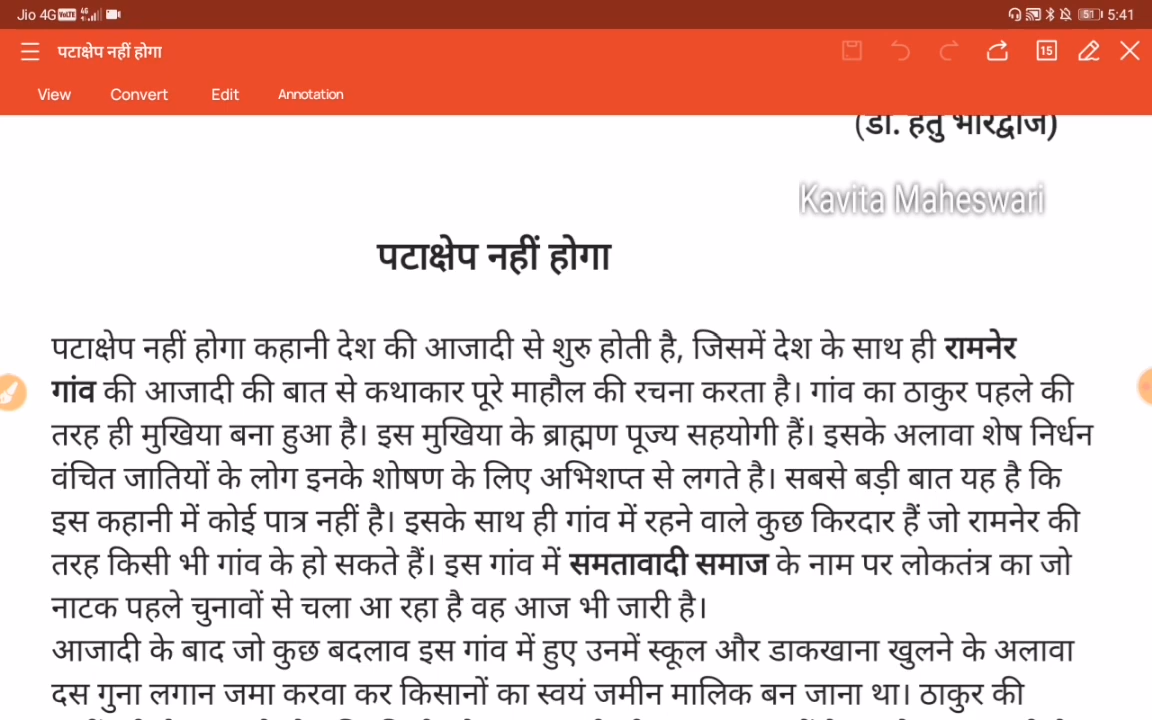 Jio 4G VoLTE 4G 51 5:41
पटाक्षेप नहीं होगा 15
View Convert Edit Annotation
(डॉ. हेतु भारद्वाज)
Kavita Maheswari
पटाक्षेप नहीं होगा
पटाक्षेप नहीं होगा कहानी देश की आजादी से शुरु होती है, जिसमें देश के साथ ही रामनेर
गांव की आजादी की बात से कथाकार पूरे माहौल की रचना करता है। गांव का ठाकुर पहले की
तरह ही मुखिया बना हुआ है। इस मुखिया के ब्राह्मण पूज्य सहयोगी हैं। इसके अलावा शेष निर्धन
वंचित जातियों के लोग इनके शोषण के लिए अभिशप्त से लगते है। सबसे बड़ी बात यह है कि
इस कहानी में कोई पात्र नहीं है। इसके साथ ही गांव में रहने वाले कुछ किरदार हैं जो रामनेर की
तरह किसी भी गांव के हो सकते हैं। इस गांव में समतावादी समाज के नाम पर लोकतंत्र का जो
नाटक पहले चुनावों से चला आ रहा है वह आज भी जारी है।
आजादी के बाद जो कुछ बदलाव इस गांव में हुए उनमें स्कूल और डाकखाना खुलने के अलावा
दस गुना लगान जमा करवा कर किसानों का स्वयं जमीन मालिक बन जाना था। ठाकुर की